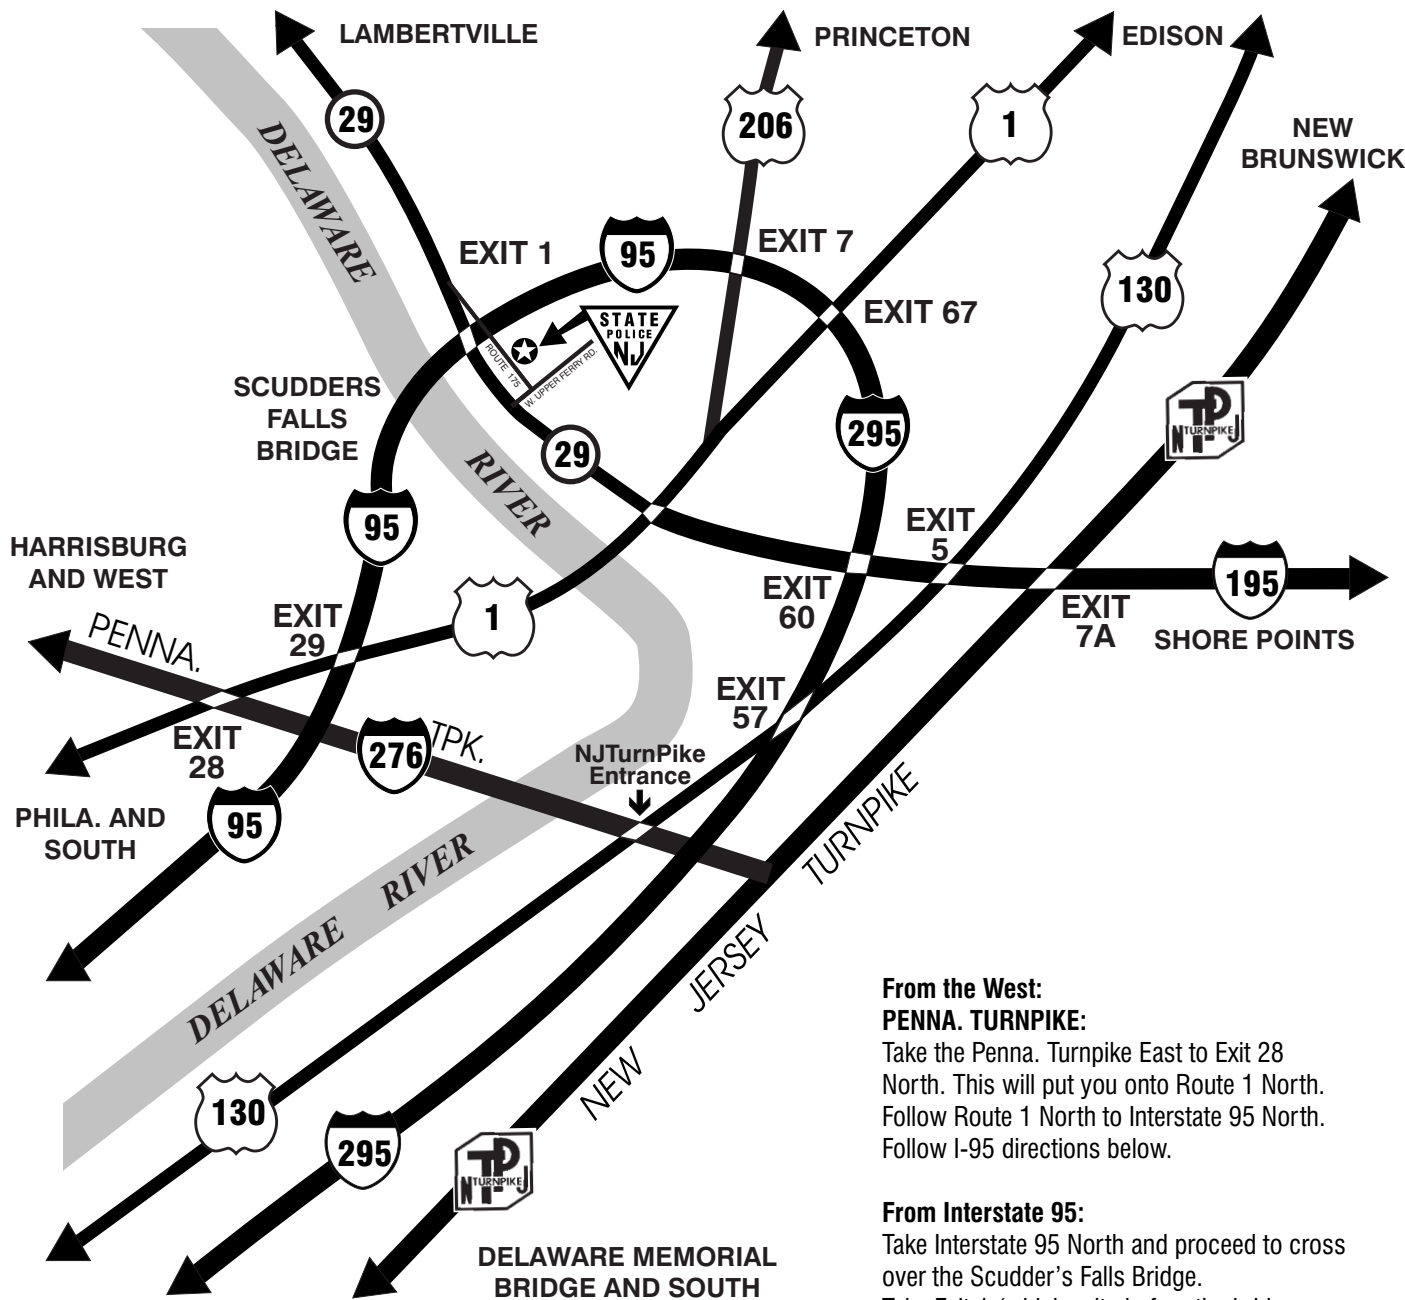 LAMBERTVILLE
PRINCETON
EDISON
29
206
1
NEW
BRUNSWICK
DELAWARE
EXIT 1
95
EXIT 7
130
EXIT 67
STATE
POLICE
NJ
ROUTE 175
W. UPPER FERRY RD.
SCUDDERS
FALLS
BRIDGE
295
TP
N TURNPIKE J
29
RIVER
95
EXIT
5
HARRISBURG
AND WEST
195
EXIT
60
EXIT
7A
SHORE POINTS
EXIT
29
1
PENNA.
EXIT
57
EXIT
28
276
TPK.
NJTurnPike
Entrance
PHILA. AND
SOUTH
95
TURNPIKE
RIVER
DELAWARE
JERSEY
NEW
130
295
TP
N TURNPIKE J
DELAWARE MEMORIAL
BRIDGE AND SOUTH
From the West:
PENNA. TURNPIKE:
Take the Penna. Turnpike East to Exit 28
North. This will put you onto Route 1 North.
Follow Route 1 North to Interstate 95 North.
Follow I-95 directions below.
From Interstate 95:
Take Interstate 95 North and proceed to cross
over the Scudder's Falls Bridge.